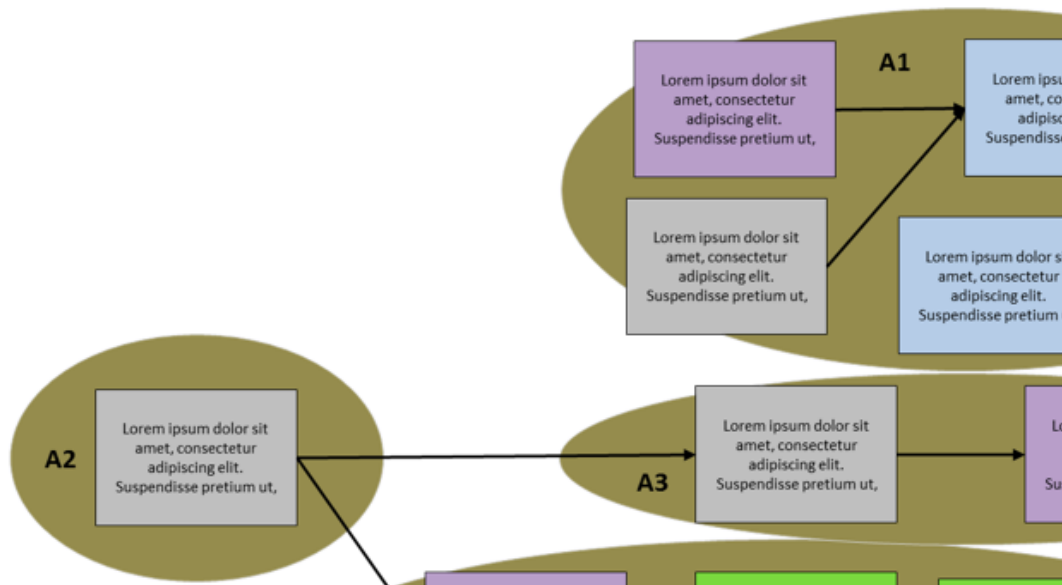 A1
Lorem ipsum dolor sit
amet, consectetur
adipiscing elit.
Suspendisse pretium ut,
Lorem
amet,
Lorem ipsum dolor sit
amet, consectetur
adipiscing elit.
Suspendisse pretium ut,
Lorem ipsum dolor
amet, consectetur
adipiscing elit.
Suspendisse pretium
A2
Lorem ipsum dolor sit
amet, consectetur
adipiscing elit.
Suspendisse pretium ut,
A3
Lorem ipsum dolor sit
amet, consectetur
adipiscing elit.
Suspendisse pretium ut,